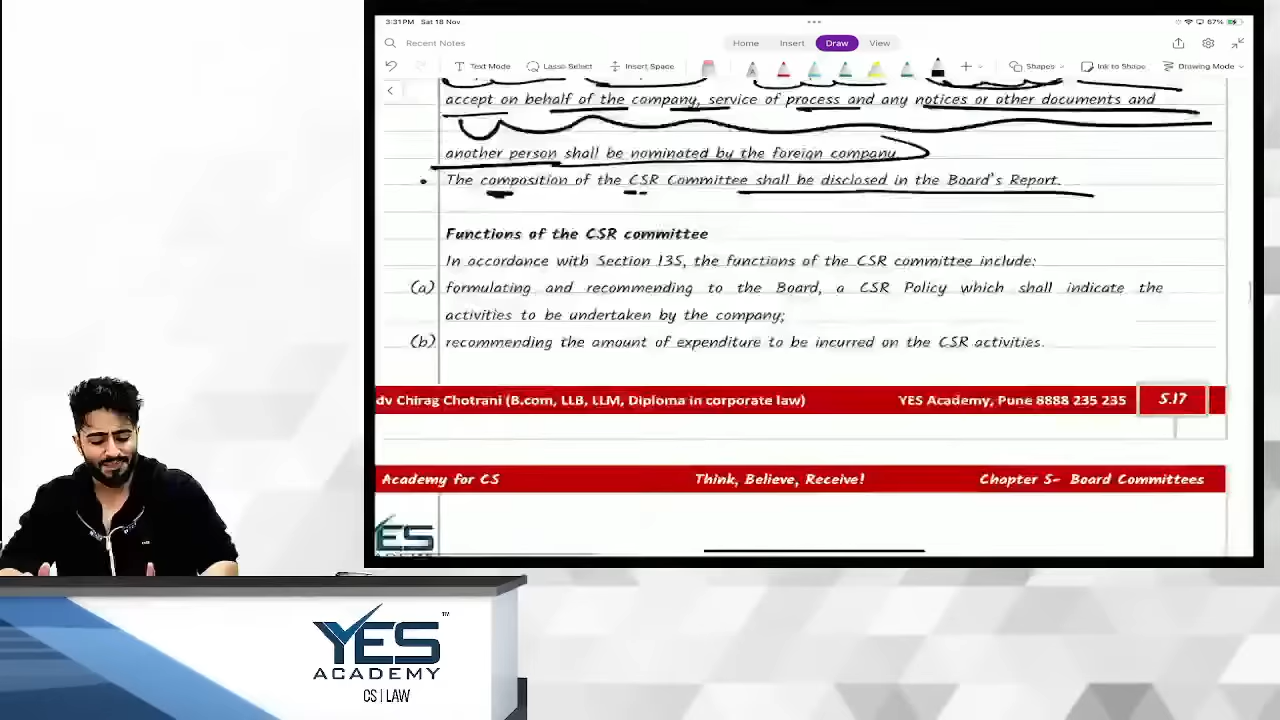 3:31PM Sat 18 Nov
67%
Recent Notes
Home Insert Draw View
Text Mode Lasso Select Insert Space Shapes Ink to Shape Drawing Mode
accept on behalf of the company, service of process and any notices or other documents and
another person shall be nominated by the foreign company
• The composition of the CSR Committee shall be disclosed in the Board's Report.
Functions of the CSR committee
In accordance with Section 135, the functions of the CSR committee include:
(a) formulating and recommending to the Board, a CSR Policy which shall indicate the
activities to be undertaken by the company;
(b) recommending the amount of expenditure to be incurred on the CSR activities.
dv Chirag Chotrani (B.com, LLB, LLM, Diploma in corporate law) YES Academy, Pune 8888 235 235 5.17
Academy for CS Think, Believe, Receive! Chapter 5- Board Committees
YES
YES
TM
ACADEMY
CS | LAW